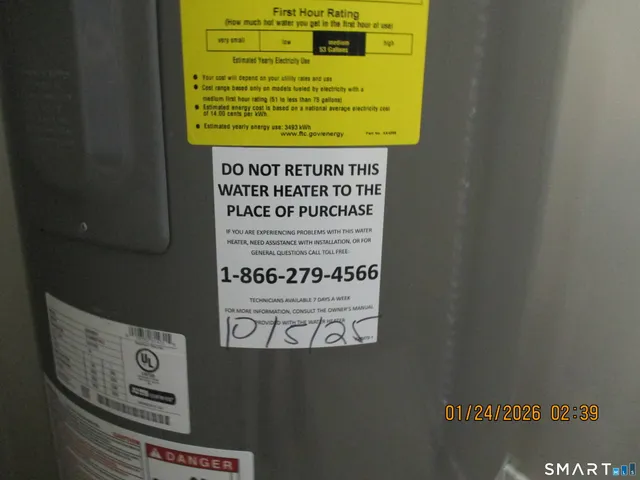 First Hour Rating
(How much hot water you get in the first hour of use)
very small low medium high
53 Gallons
Estimated Yearly Electricity Use
• Your cost will depend on your utility rates and use
• Cost range based only on models fueled by electricity with a
medium first hour rating (51 to less than 75 gallons)
• Estimated energy cost is based on a national average electricity cost
of 14.00 cents per kWh.
• Estimated yearly energy use: 3493 kWh
www.ftc.gov/energy
DO NOT RETURN THIS
WATER HEATER TO THE
PLACE OF PURCHASE
IF YOU ARE EXPERIENCING PROBLEMS WITH THIS WATER
HEATER, NEED ASSISTANCE WITH INSTALLATION, OR FOR
GENERAL QUESTIONS CALL TOLL FREE.
1-866-279-4566
TECHNICIANS AVAILABLE 7 DAYS A WEEK
FOR MORE INFORMATION, CONSULT THE OWNER'S MANUAL
PROVIDED WITH THE WATER HEATER
10/5/25
UL
DANGER
01/24/2026 02:39
SMART